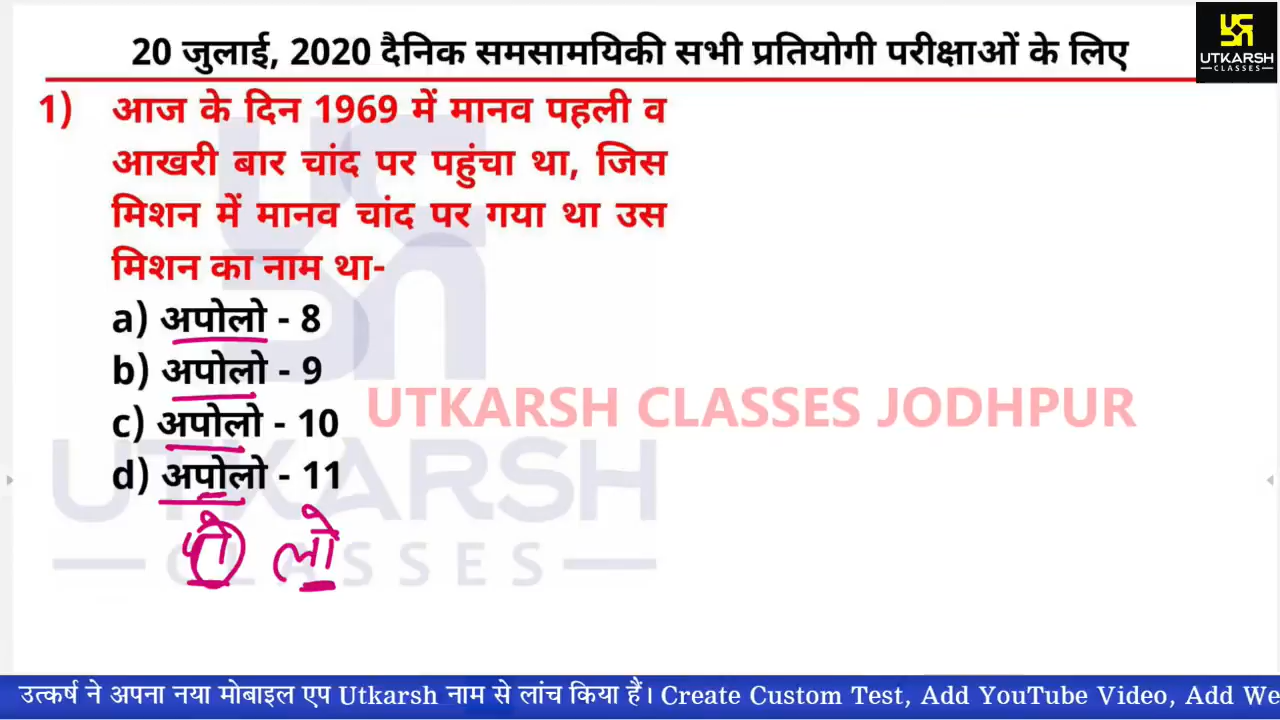 20 जुलाई, 2020 दैनिक समसामयिकी सभी प्रतियोगी परीक्षाओं के लिए
UTKARSH
CLASSES
1) आज के दिन 1969 में मानव पहली व
आखरी बार चांद पर पहुंचा था, जिस
मिशन में मानव चांद पर गया था उस
मिशन का नाम था-
a) अपोलो - 8
b) अपोलो - 9
c) अपोलो - 10
d) अपोलो - 11
UTKARSH CLASSES JODHPUR
UTKARSH
CLASSES
पो लो
उत्कर्ष ने अपना नया मोबाइल एप Utkarsh नाम से लांच किया हैं। Create Custom Test, Add YouTube Video, Add We